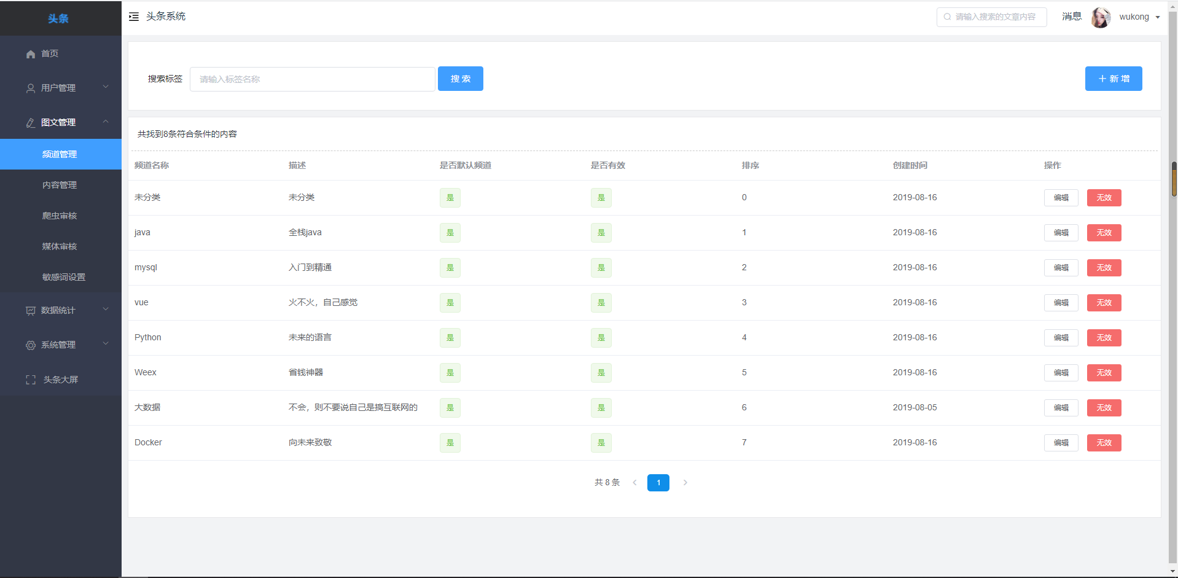 头条
头条系统
请输入搜索的文章内容
消息
wukong
首页
用户管理
图文管理
频道管理
内容管理
爬虫审核
媒体审核
敏感词设置
数据统计
系统管理
头条大屏
搜索标签
请输入标签名称
搜 索
新 增
共找到8条符合条件的内容
频道名称 描述 是否默认频道 是否有效 排序 创建时间 操作
未分类 未分类 是 是 0 2019-08-16 编辑 无效
java 全栈java 是 是 1 2019-08-16 编辑 无效
mysql 入门到精通 是 是 2 2019-08-16 编辑 无效
vue 火不火，自己感觉 是 是 3 2019-08-16 编辑 无效
Python 未来的语言 是 是 4 2019-08-16 编辑 无效
Weex 省钱神器 是 是 5 2019-08-16 编辑 无效
大数据 不会，则不要说自己是搞互联网的 是 是 6 2019-08-05 编辑 无效
Docker 向未来致敬 是 是 7 2019-08-16 编辑 无效
共 8 条 1